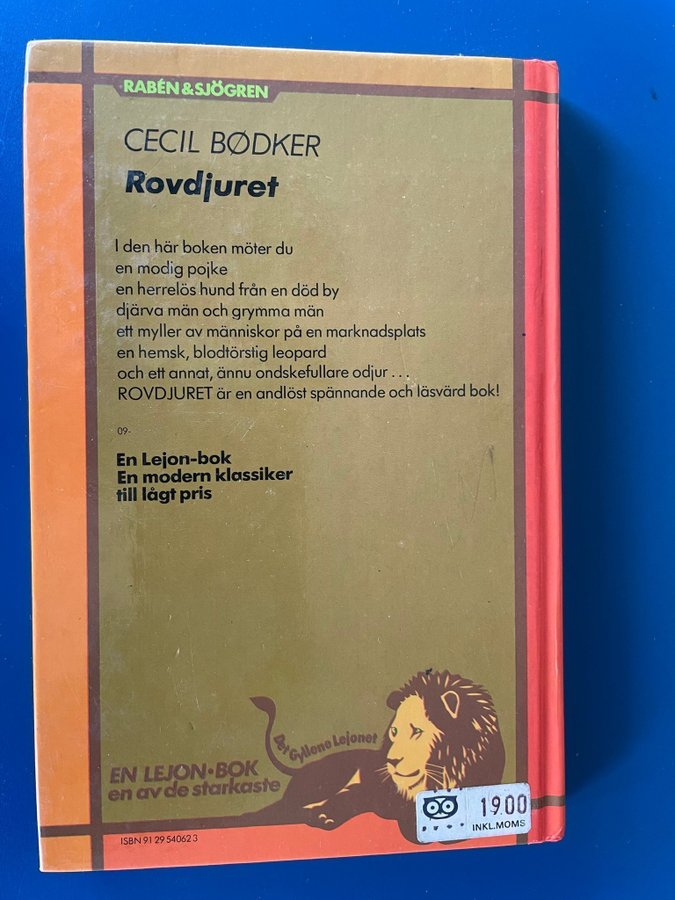 RABÉN & SJÖGREN
CECIL BØDKER
Rovdjuret
I den här boken möter du
en modig pojke
en herrelös hund från en död by
djärva män och grymma män
ett myller av människor på en marknadsplats
en hemsk, blodtörstig leopard
och ett annat, ännu ondskefullare odjur . . .
ROVDJURET är en andlöst spännande och läsvärd bok!
09-
En Lejon-bok
En modern klassiker
till lågt pris
Det Gyllene Lejonet
EN LEJON•BOK
en av de starkaste
19.00
INKL.MOMS
ISBN 91 29 54062 3